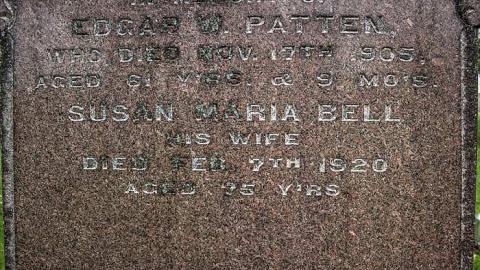 EDGAR W. PATTEN,
WHO DIED NOV. 17TH 1905.
AGED 61 Y'RS. & 9 MO'S.
SUSAN MARIA BELL
HIS WIFE
DIED FEB. 7TH 1920
AGED 75 Y'RS